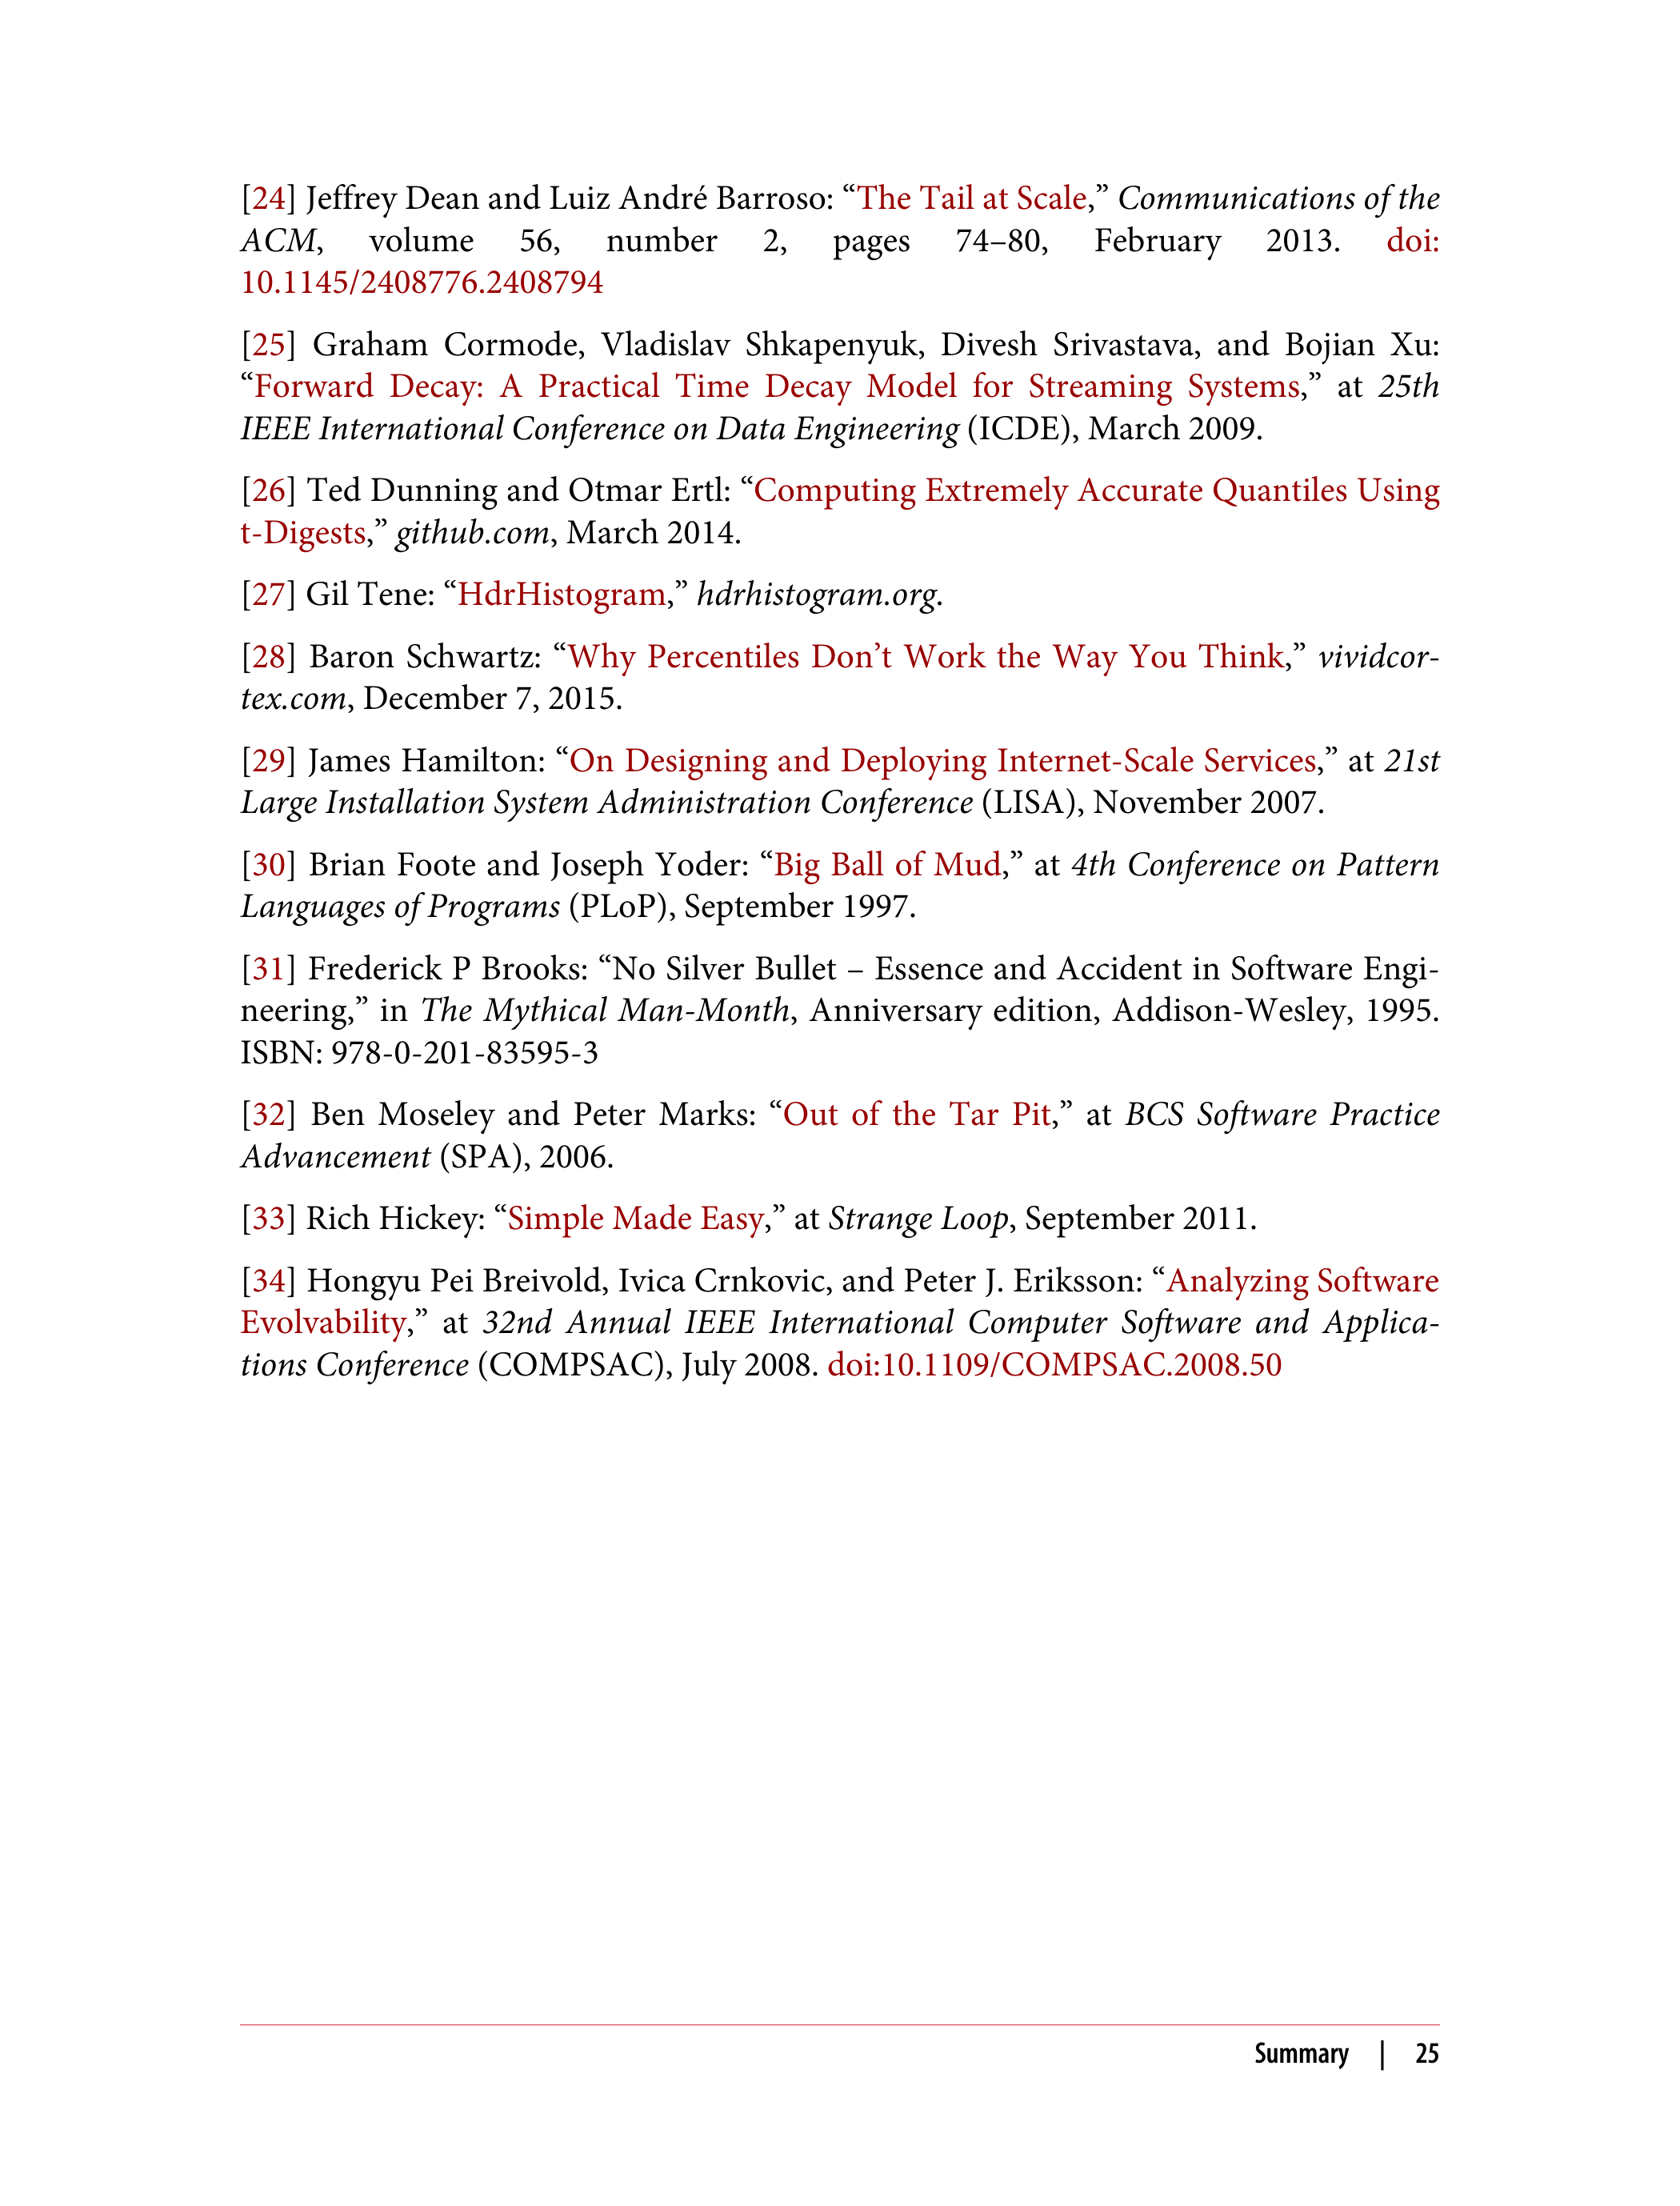 [24] Jeffrey Dean and Luiz André Barroso: “The Tail at Scale,” Communications of the
ACM, volume 56, number 2, pages 74–80, February 2013. doi:
10.1145/2408776.2408794
[25] Graham Cormode, Vladislav Shkapenyuk, Divesh Srivastava, and Bojian Xu:
“Forward Decay: A Practical Time Decay Model for Streaming Systems,” at 25th
IEEE International Conference on Data Engineering (ICDE), March 2009.
[26] Ted Dunning and Otmar Ertl: “Computing Extremely Accurate Quantiles Using
t-Digests,” github.com, March 2014.
[27] Gil Tene: “HdrHistogram,” hdrhistogram.org.
[28] Baron Schwartz: “Why Percentiles Don’t Work the Way You Think,” vividcor-
tex.com, December 7, 2015.
[29] James Hamilton: “On Designing and Deploying Internet-Scale Services,” at 21st
Large Installation System Administration Conference (LISA), November 2007.
[30] Brian Foote and Joseph Yoder: “Big Ball of Mud,” at 4th Conference on Pattern
Languages of Programs (PLoP), September 1997.
[31] Frederick P Brooks: “No Silver Bullet – Essence and Accident in Software Engi-
neering,” in The Mythical Man-Month, Anniversary edition, Addison-Wesley, 1995.
ISBN: 978-0-201-83595-3
[32] Ben Moseley and Peter Marks: “Out of the Tar Pit,” at BCS Software Practice
Advancement (SPA), 2006.
[33] Rich Hickey: “Simple Made Easy,” at Strange Loop, September 2011.
[34] Hongyu Pei Breivold, Ivica Crnkovic, and Peter J. Eriksson: “Analyzing Software
Evolvability,” at 32nd Annual IEEE International Computer Software and Applica-
tions Conference (COMPSAC), July 2008. doi:10.1109/COMPSAC.2008.50
Summary | 25